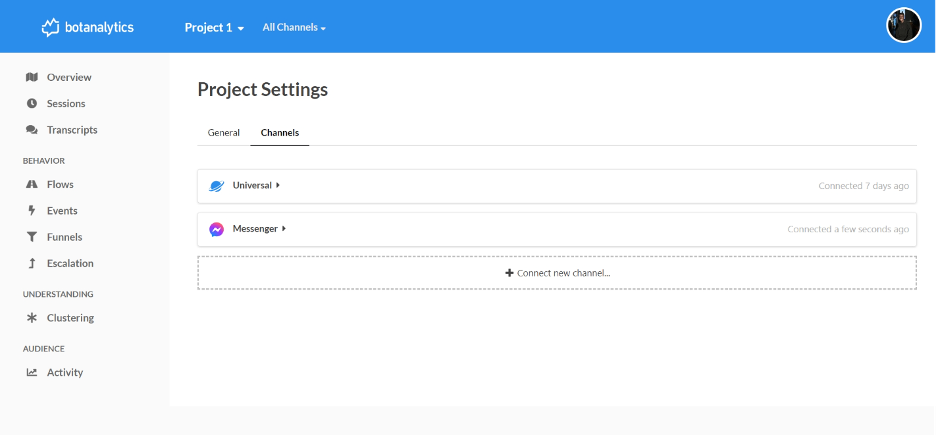 botanalytics
Project 1
All Channels
Overview
Sessions
Transcripts
BEHAVIOR
Flows
Events
Funnels
Escalation
UNDERSTANDING
Clustering
AUDIENCE
Activity
Project Settings
General
Channels
Universal
Connected 7 days ago
Messenger
Connected a few seconds ago
Connect new channel...